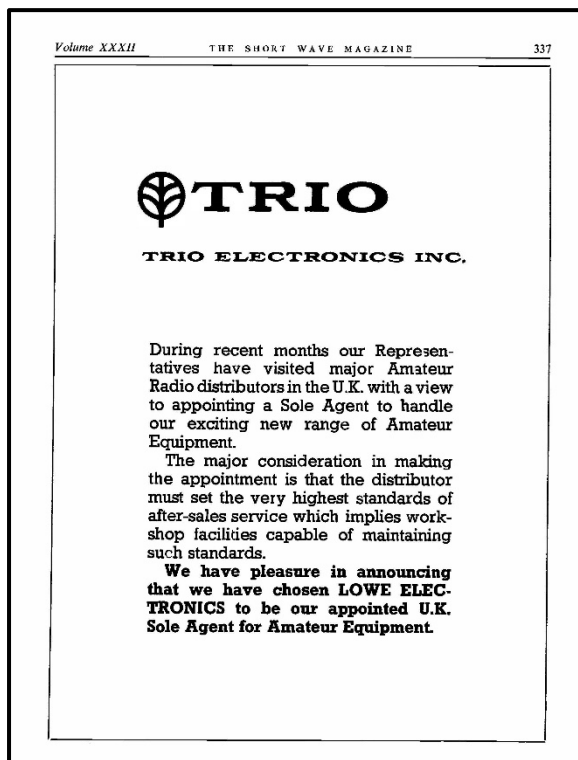 Volume XXXII THE SHORT WAVE MAGAZINE 337
TRIO
TRIO ELECTRONICS INC.
During recent months our Represen-
tatives have visited major Amateur
Radio distributors in the U.K. with a view
to appointing a Sole Agent to handle
our exciting new range of Amateur
Equipment.
The major consideration in making
the appointment is that the distributor
must set the very highest standards of
after-sales service which implies work-
shop facilities capable of maintaining
such standards.
We have pleasure in announcing
that we have chosen LOWE ELEC-
TRONICS to be our appointed U.K.
Sole Agent for Amateur Equipment.